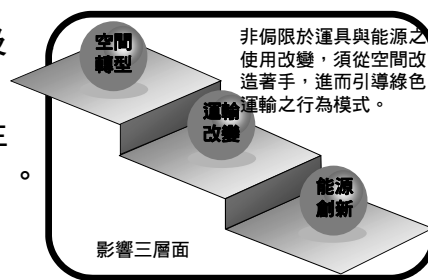 及
在
。
空間
轉型
運輸
改變
能源
創新
非侷限於運具與能源之
使用改變，須從空間改
造著手，進而引導綠色
運輸之行為模式。
影響三層面